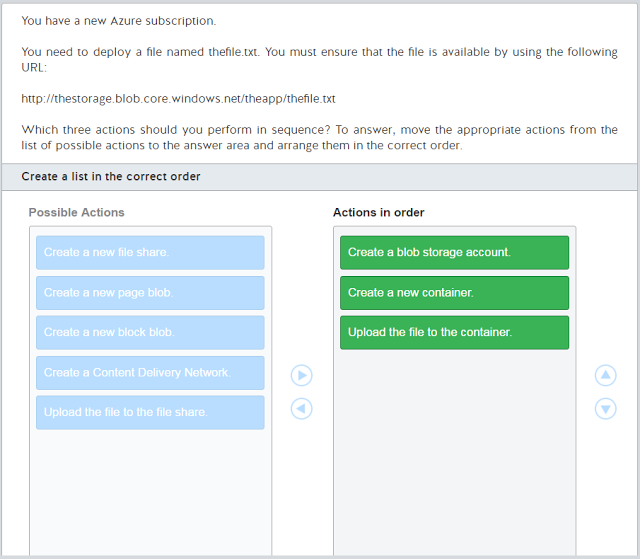 You have a new Azure subscription.
You need to deploy a file named thefile.txt. You must ensure that the file is available by using the following
URL:
http://thestorage.blob.core.windows.net/theapp/thefile.txt
Which three actions should you perform in sequence? To answer, move the appropriate actions from the
list of possible actions to the answer area and arrange them in the correct order.
Create a list in the correct order
Possible Actions
Create a new file share.
Create a new page blob.
Create a new block blob.
Create a Content Delivery Network.
Upload the file to the file share.
Actions in order
Create a blob storage account.
Create a new container.
Upload the file to the container.